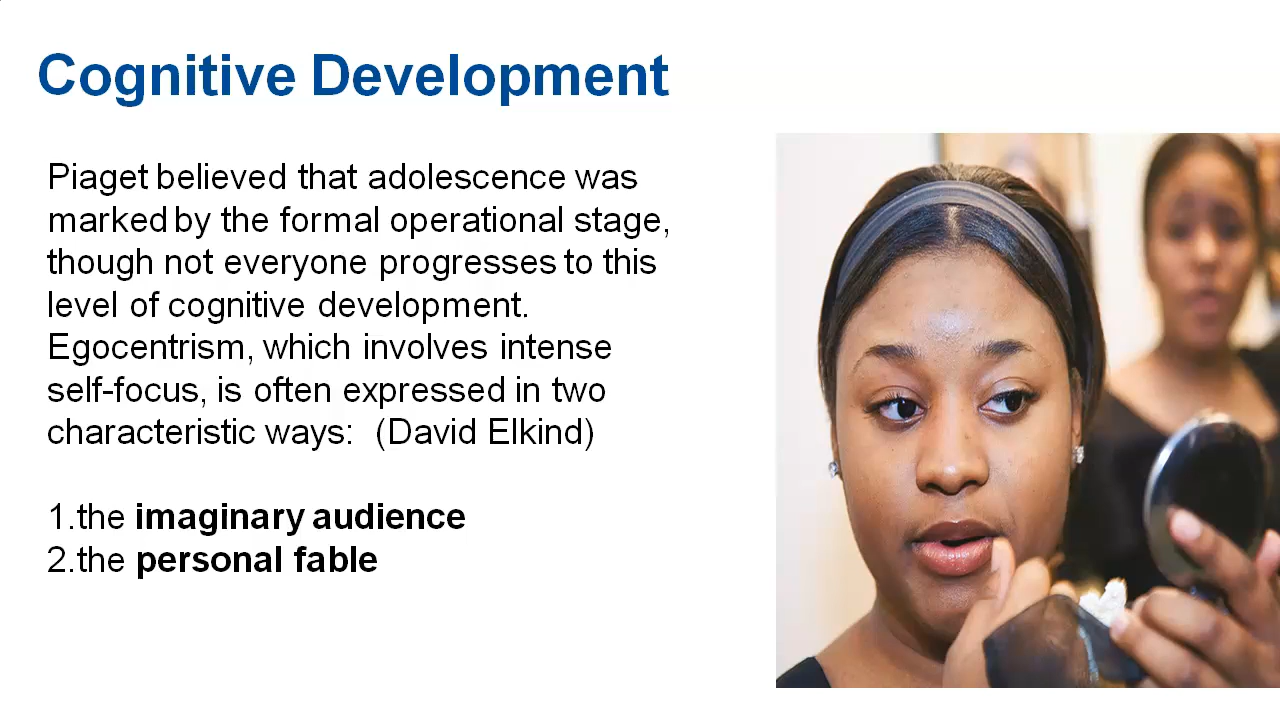 Cognitive Development
Piaget believed that adolescence was
marked by the formal operational stage,
though not everyone progresses to this
level of cognitive development.
Egocentrism, which involves intense
self-focus, is often expressed in two
characteristic ways:  (David Elkind)
1.the imaginary audience
2.the personal fable